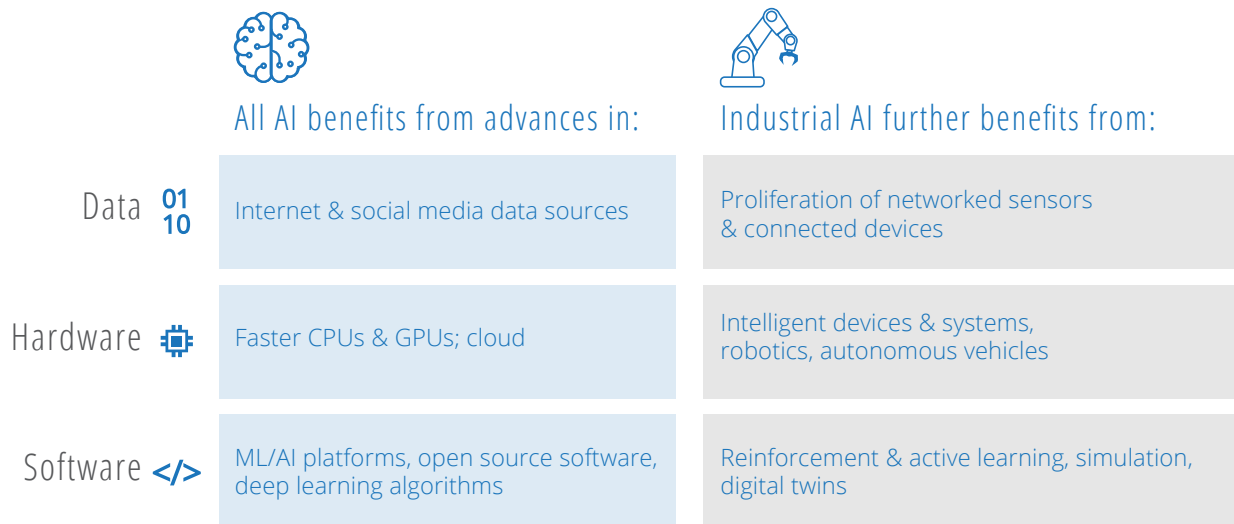 All AI benefits from advances in:
Industrial AI further benefits from:
Data
01
10
Internet & social media data sources
Proliferation of networked sensors
& connected devices
Hardware
Faster CPUs & GPUs; cloud
Intelligent devices & systems,
robotics, autonomous vehicles
Software </>
ML/AI platforms, open source software,
deep learning algorithms
Reinforcement & active learning, simulation,
digital twins